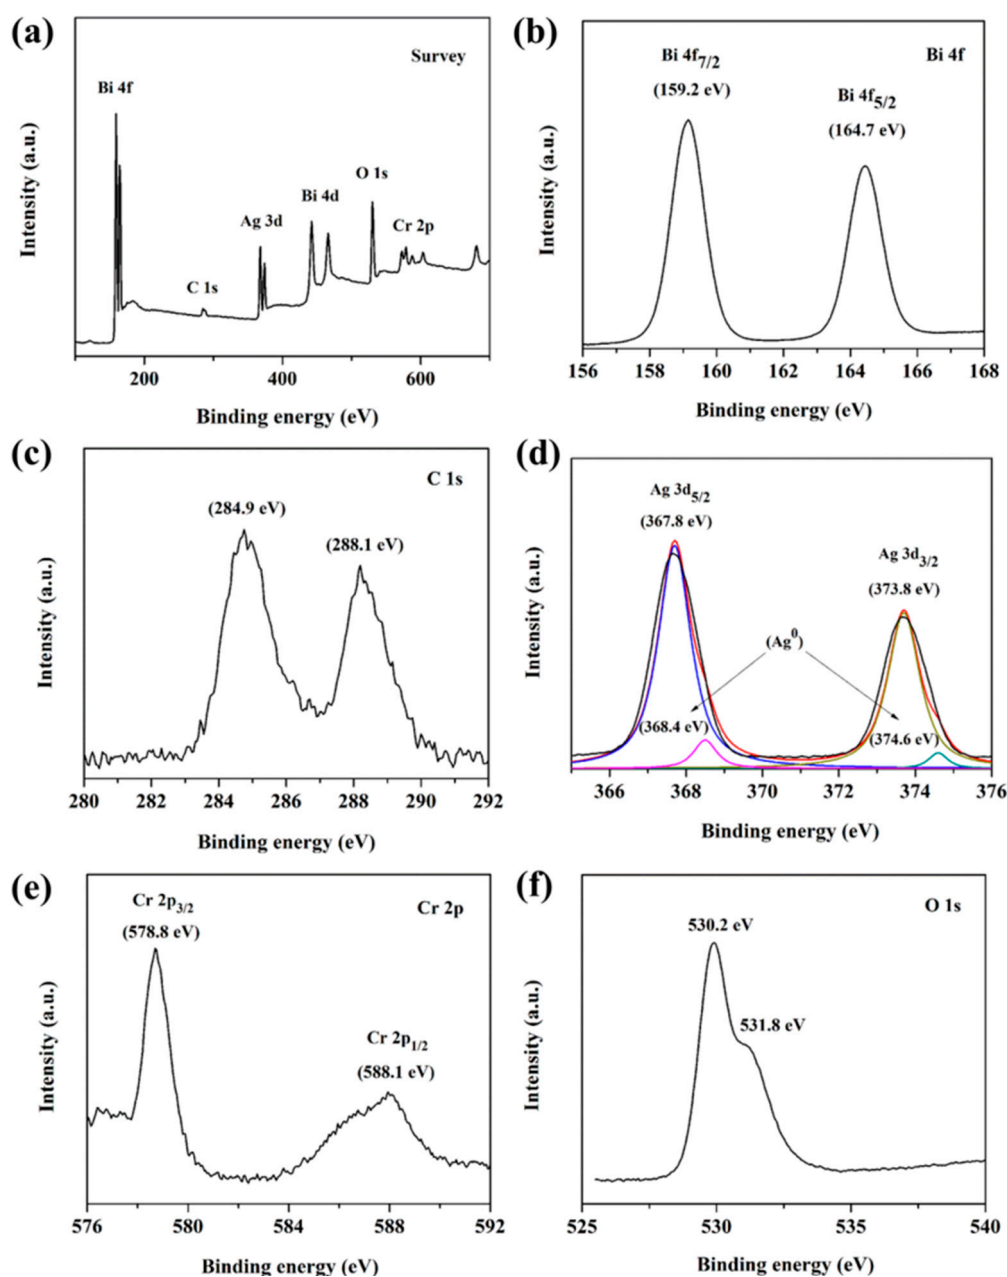 (a)
Survey
Bi 4f
C 1s
Ag 3d
Bi 4d
O 1s
Cr 2p
Intensity (a.u.)
200 400 600
Binding energy (eV)
(b)
Bi 4f
Bi 4f7/2
(159.2 eV)
Bi 4f5/2
(164.7 eV)
Intensity (a.u.)
156 158 160 162 164 166 168
Binding energy (eV)
(c)
C 1s
(284.9 eV)
(288.1 eV)
Intensity (a.u.)
280 282 284 286 288 290 292
Binding energy (eV)
(d)
Ag 3d5/2
(367.8 eV)
Ag 3d3/2
(373.8 eV)
(Ag0)
(368.4 eV)
(374.6 eV)
Intensity (a.u.)
366 368 370 372 374 376
Binding energy (eV)
(e)
Cr 2p3/2
(578.8 eV)
Cr 2p
Cr 2p1/2
(588.1 eV)
Intensity (a.u.)
576 580 584 588 592
Binding energy (eV)
(f)
O 1s
530.2 eV
531.8 eV
Intensity (a.u.)
525 530 535 540
Binding energy (eV)